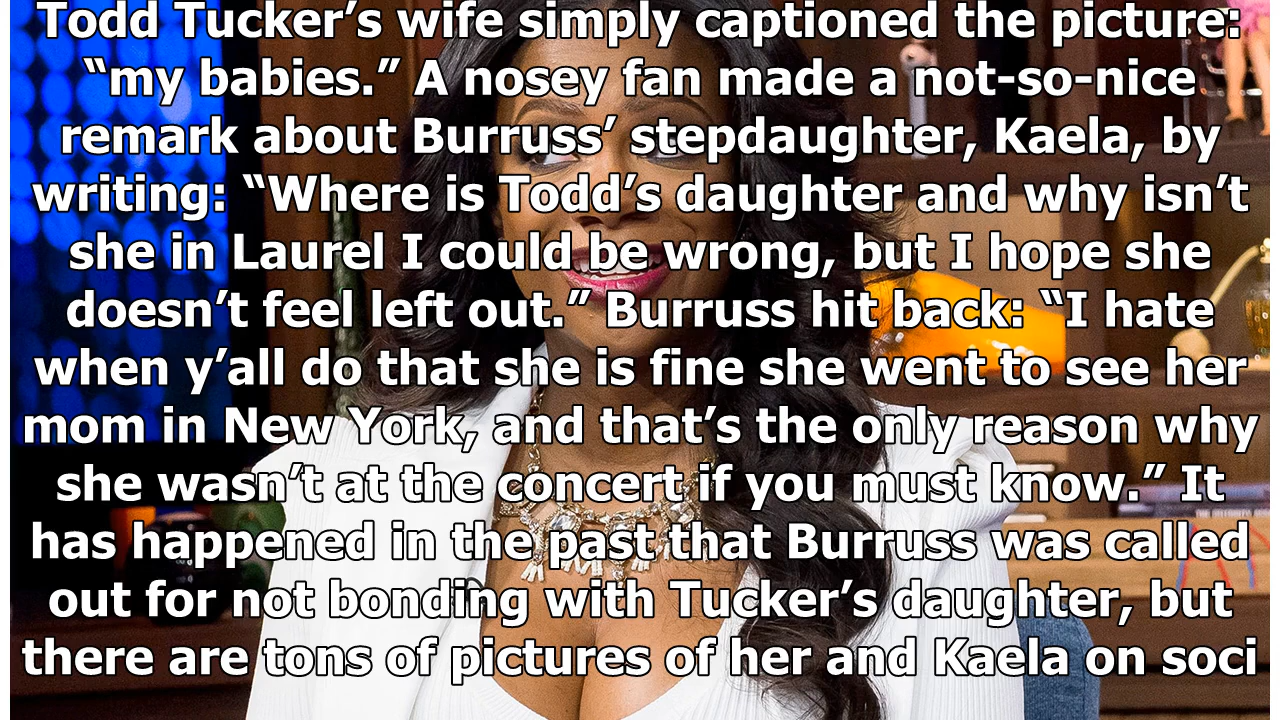 Todd Tucker’s wife simply captioned the picture:
“my babies.” A nosey fan made a not-so-nice
remark about Burruss’ stepdaughter, Kaela, by
writing: “Where is Todd’s daughter and why isn’t
she in Laurel I could be wrong, but I hope she
doesn’t feel left out.” Burruss hit back: “I hate
when y’all do that she is fine she went to see her
mom in New York, and that’s the only reason why
she wasn’t at the concert if you must know.” It
has happened in the past that Burruss was called
out for not bonding with Tucker’s daughter, but
there are tons of pictures of her and Kaela on soci